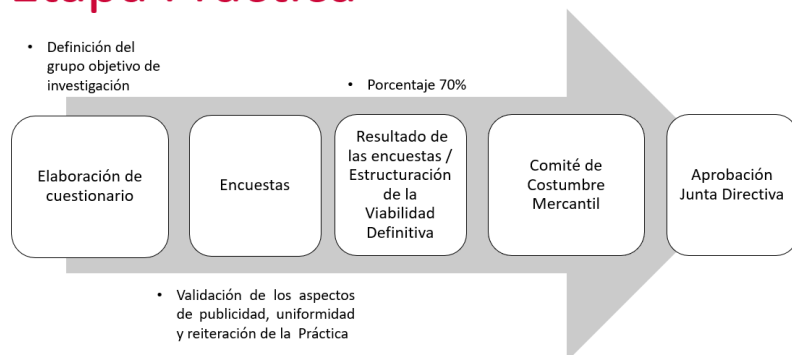 Etapa Práctica
• Definición del
grupo objetivo de
investigación
• Porcentaje 70%
Elaboración de
cuestionario
Encuestas
Resultado de
las encuestas /
Estructuración
de la
Viabilidad
Definitiva
Comité de
Costumbre
Mercantil
Aprobación
Junta Directiva
• Validación de los aspectos
de publicidad, uniformidad
y reiteración de la Práctica